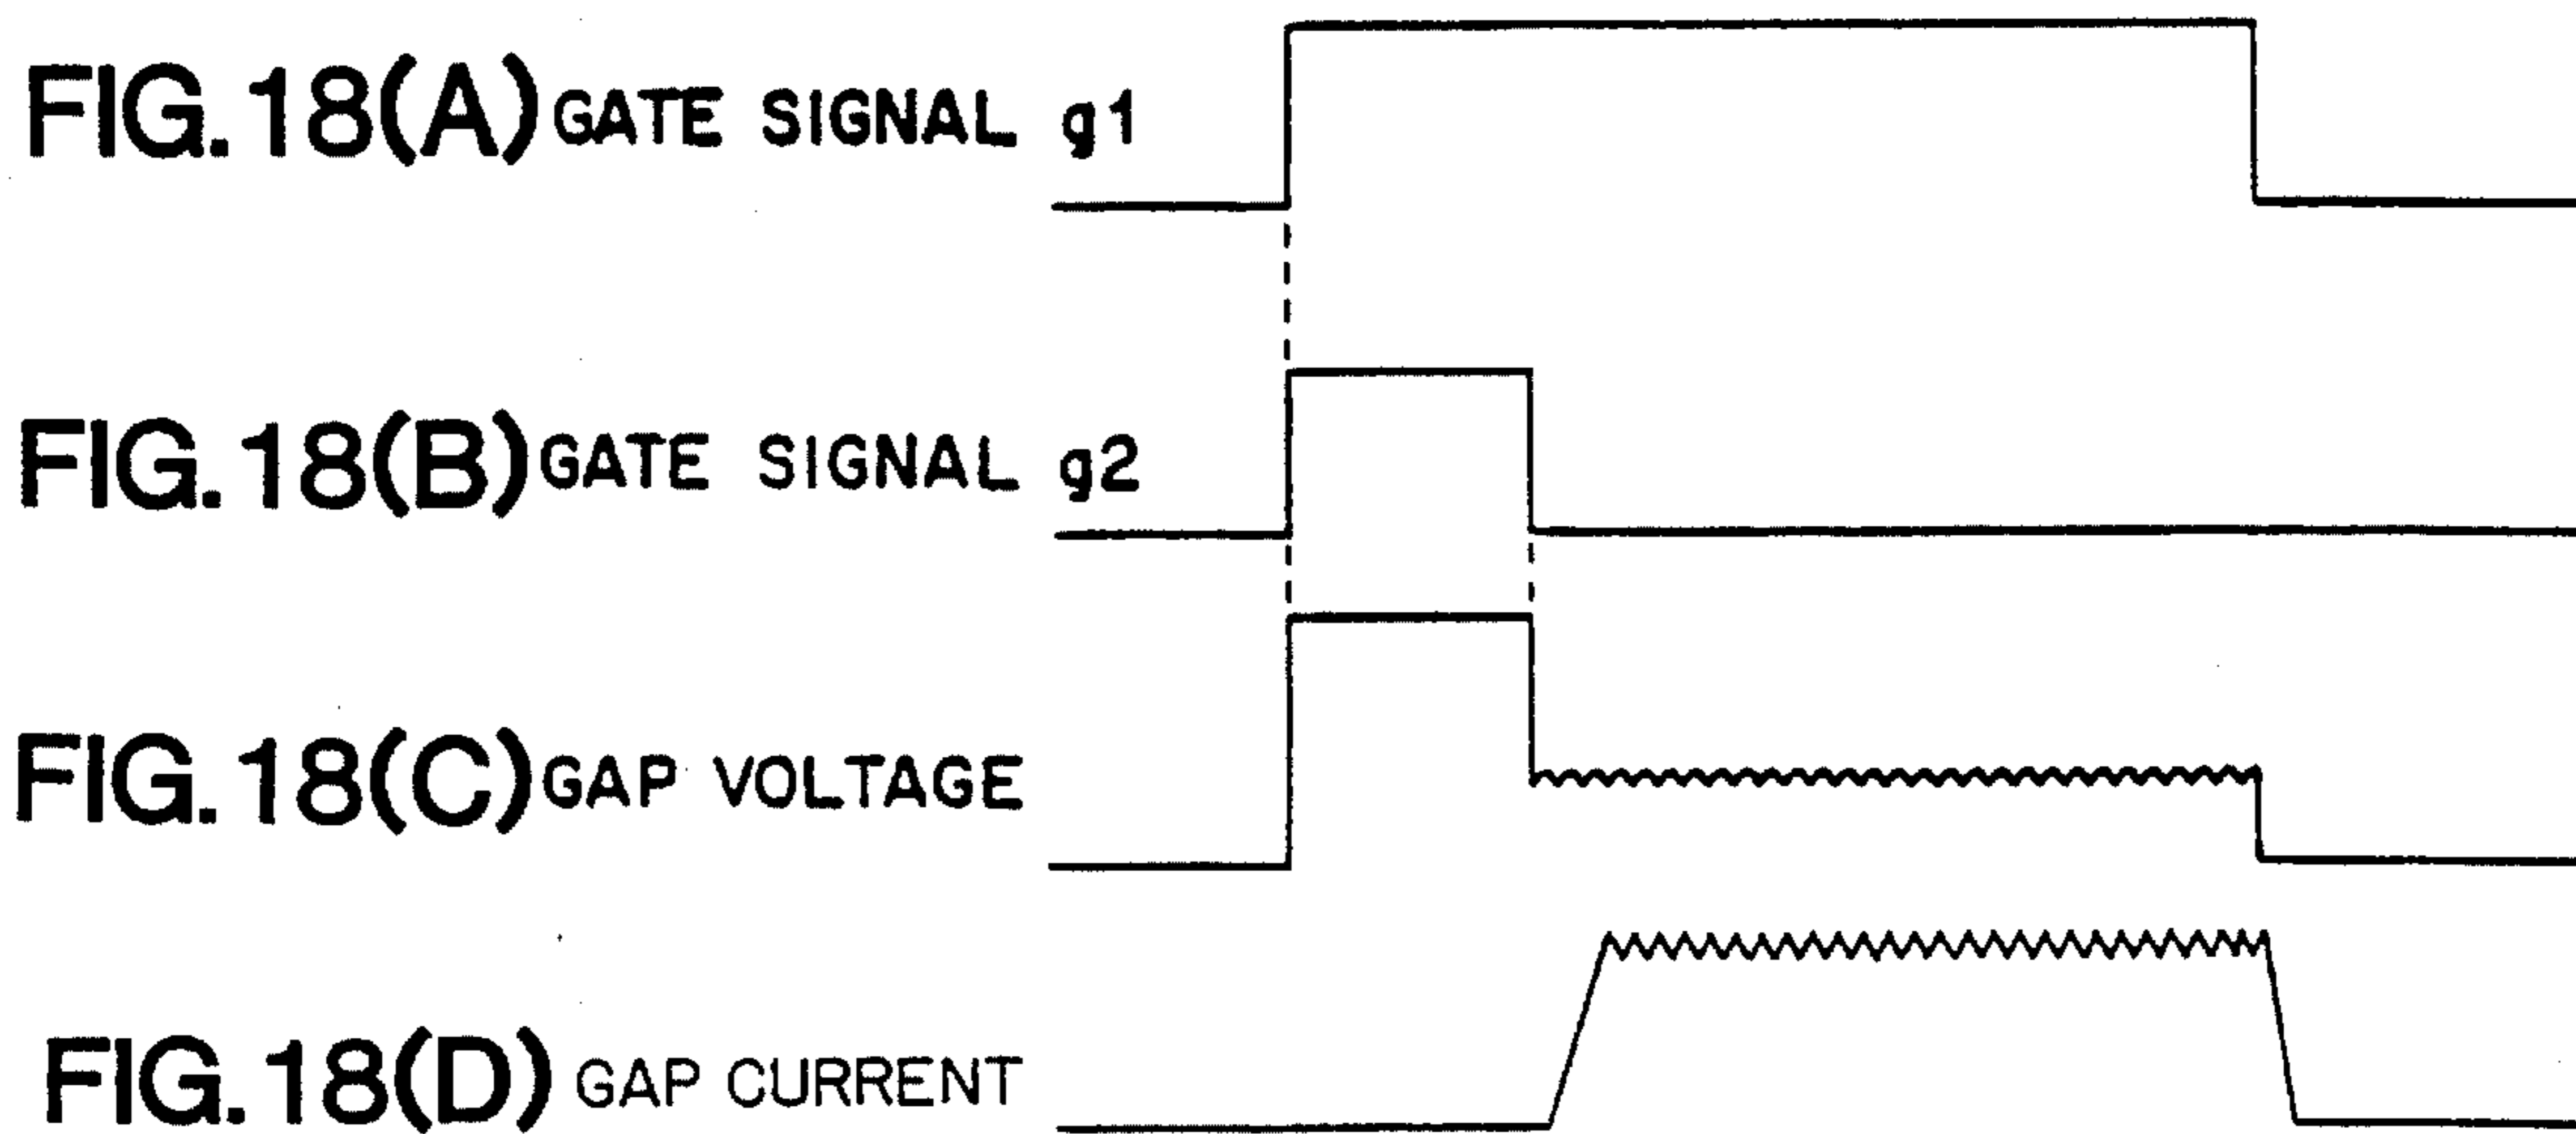 FIG.18(A) GATE SIGNAL g1
FIG.18(B) GATE SIGNAL g2
FIG.18(C) GAP VOLTAGE
FIG.18(D) GAP CURRENT